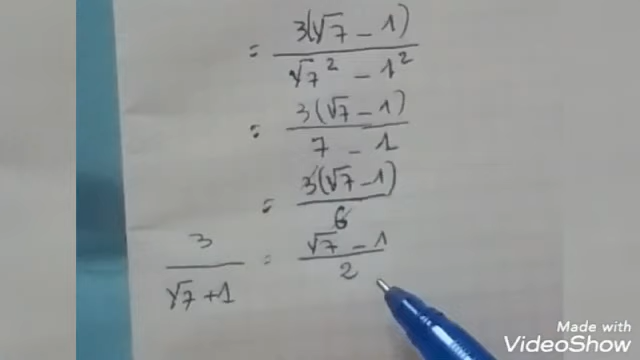 = 3(√7 - 1) / √7² - 1²
= 3(√7 - 1) / 7 - 1
= 3(√7 - 1) / 6
3 / √7 + 1 = √7 - 1 / 2
Made with
VideoShow